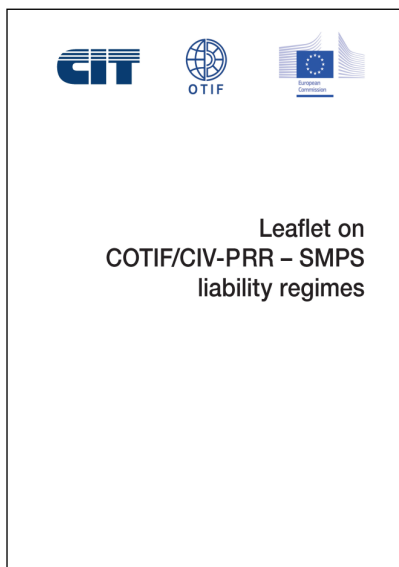 CIT
OTIF
European
Commission
Leaflet on
COTIF/CIV-PRR – SMPS
liability regimes